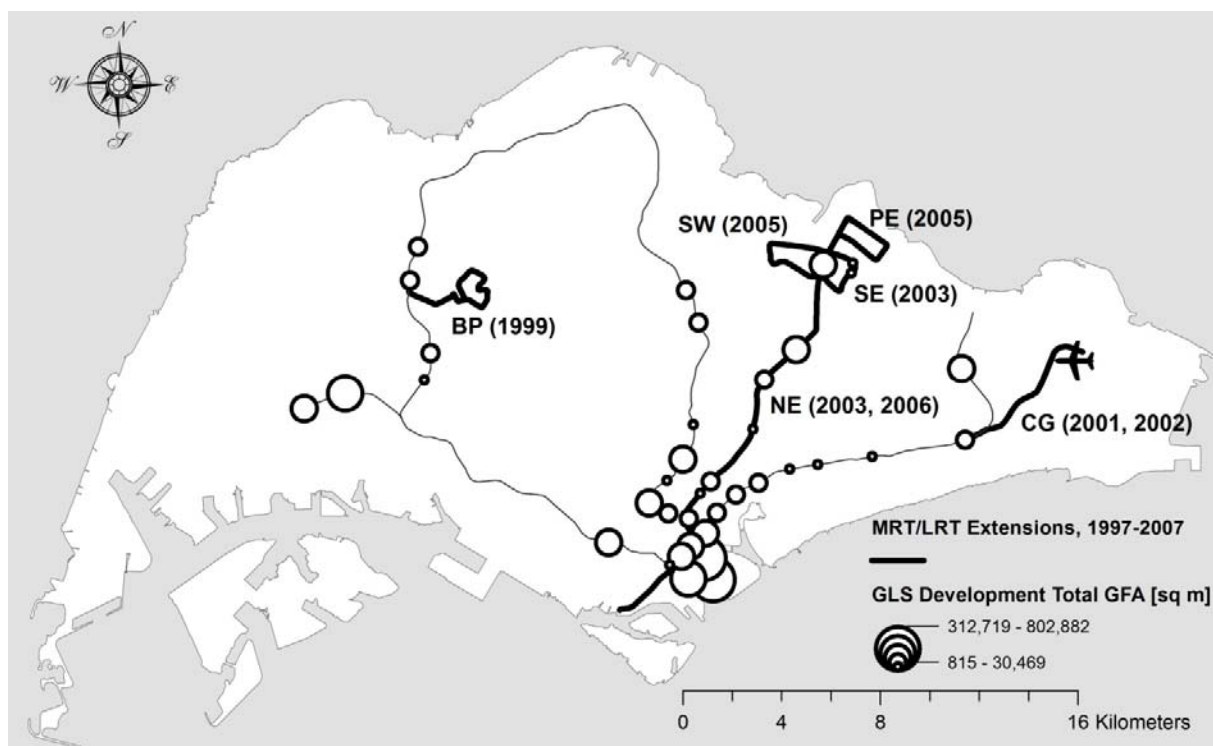 N
W
E
S
SW (2005)
PE (2005)
SE (2003)
BP (1999)
NE (2003, 2006)
CG (2001, 2002)
MRT/LRT Extensions, 1997-2007
GLS Development Total GFA [sq m]
312,719 - 802,882
815 - 30,469
0 4 8 16 Kilometers